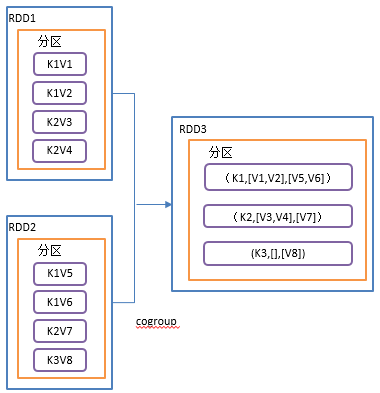 RDD1
分区
K1V1
K1V2
K2V3
K2V4
RDD2
分区
K1V5
K1V6
K2V7
K3V8
cogroup
RDD3
分区
（K1,[V1,V2],[V5,V6]）
（K2,[V3,V4],[V7]）
(K3,[],[V8])